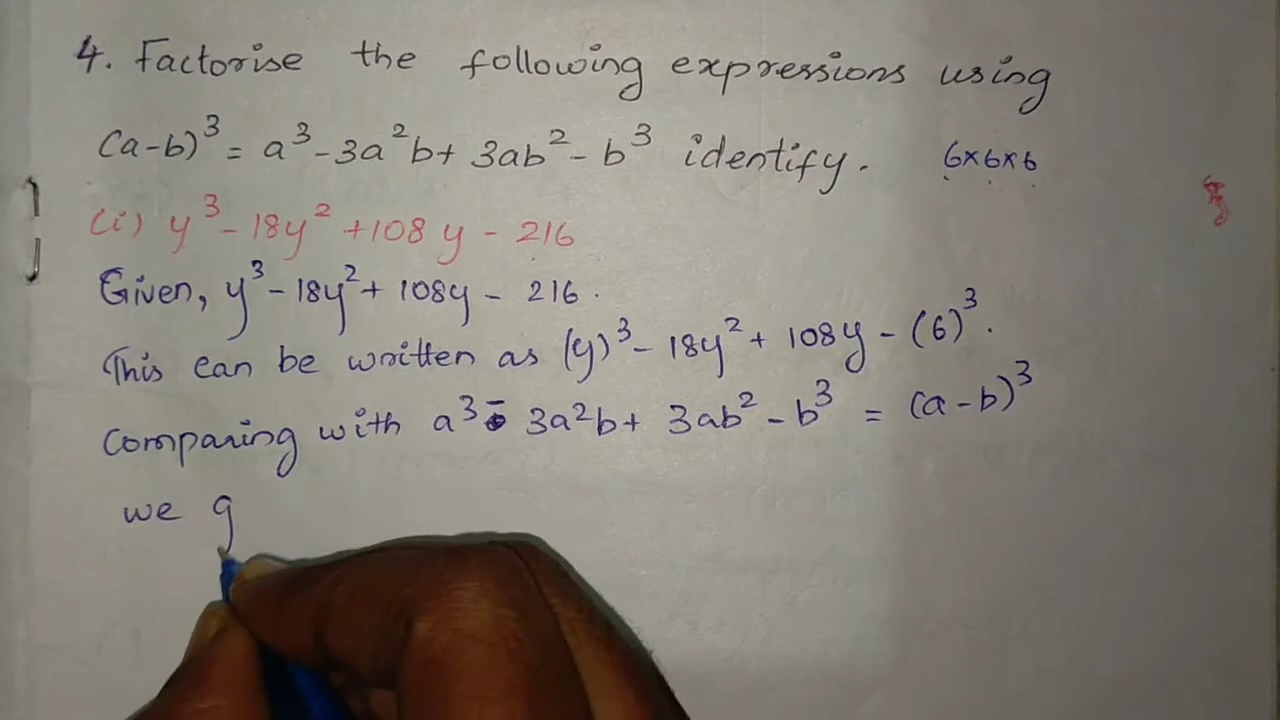 4. Factorise the following expressions using
(a-b)³ = a³-3a²b+ 3ab²-b³ identify. 6×6×6
(i) y³-18y²+108y-216
Given, y³-18y²+108y-216.
This can be written as (y)³-18y²+108y-(6)³.
Comparing with a³-3a²b+3ab²-b³ = (a-b)³
we g